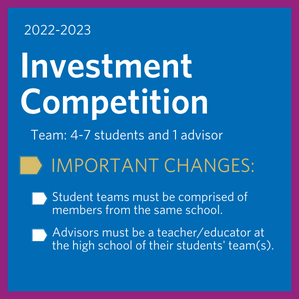 2022-2023
Investment
Competition
Team: 4-7 students and 1 advisor
IMPORTANT CHANGES:
Student teams must be comprised of
members from the same school.
Advisors must be a teacher/educator at
the high school of their students' team(s).